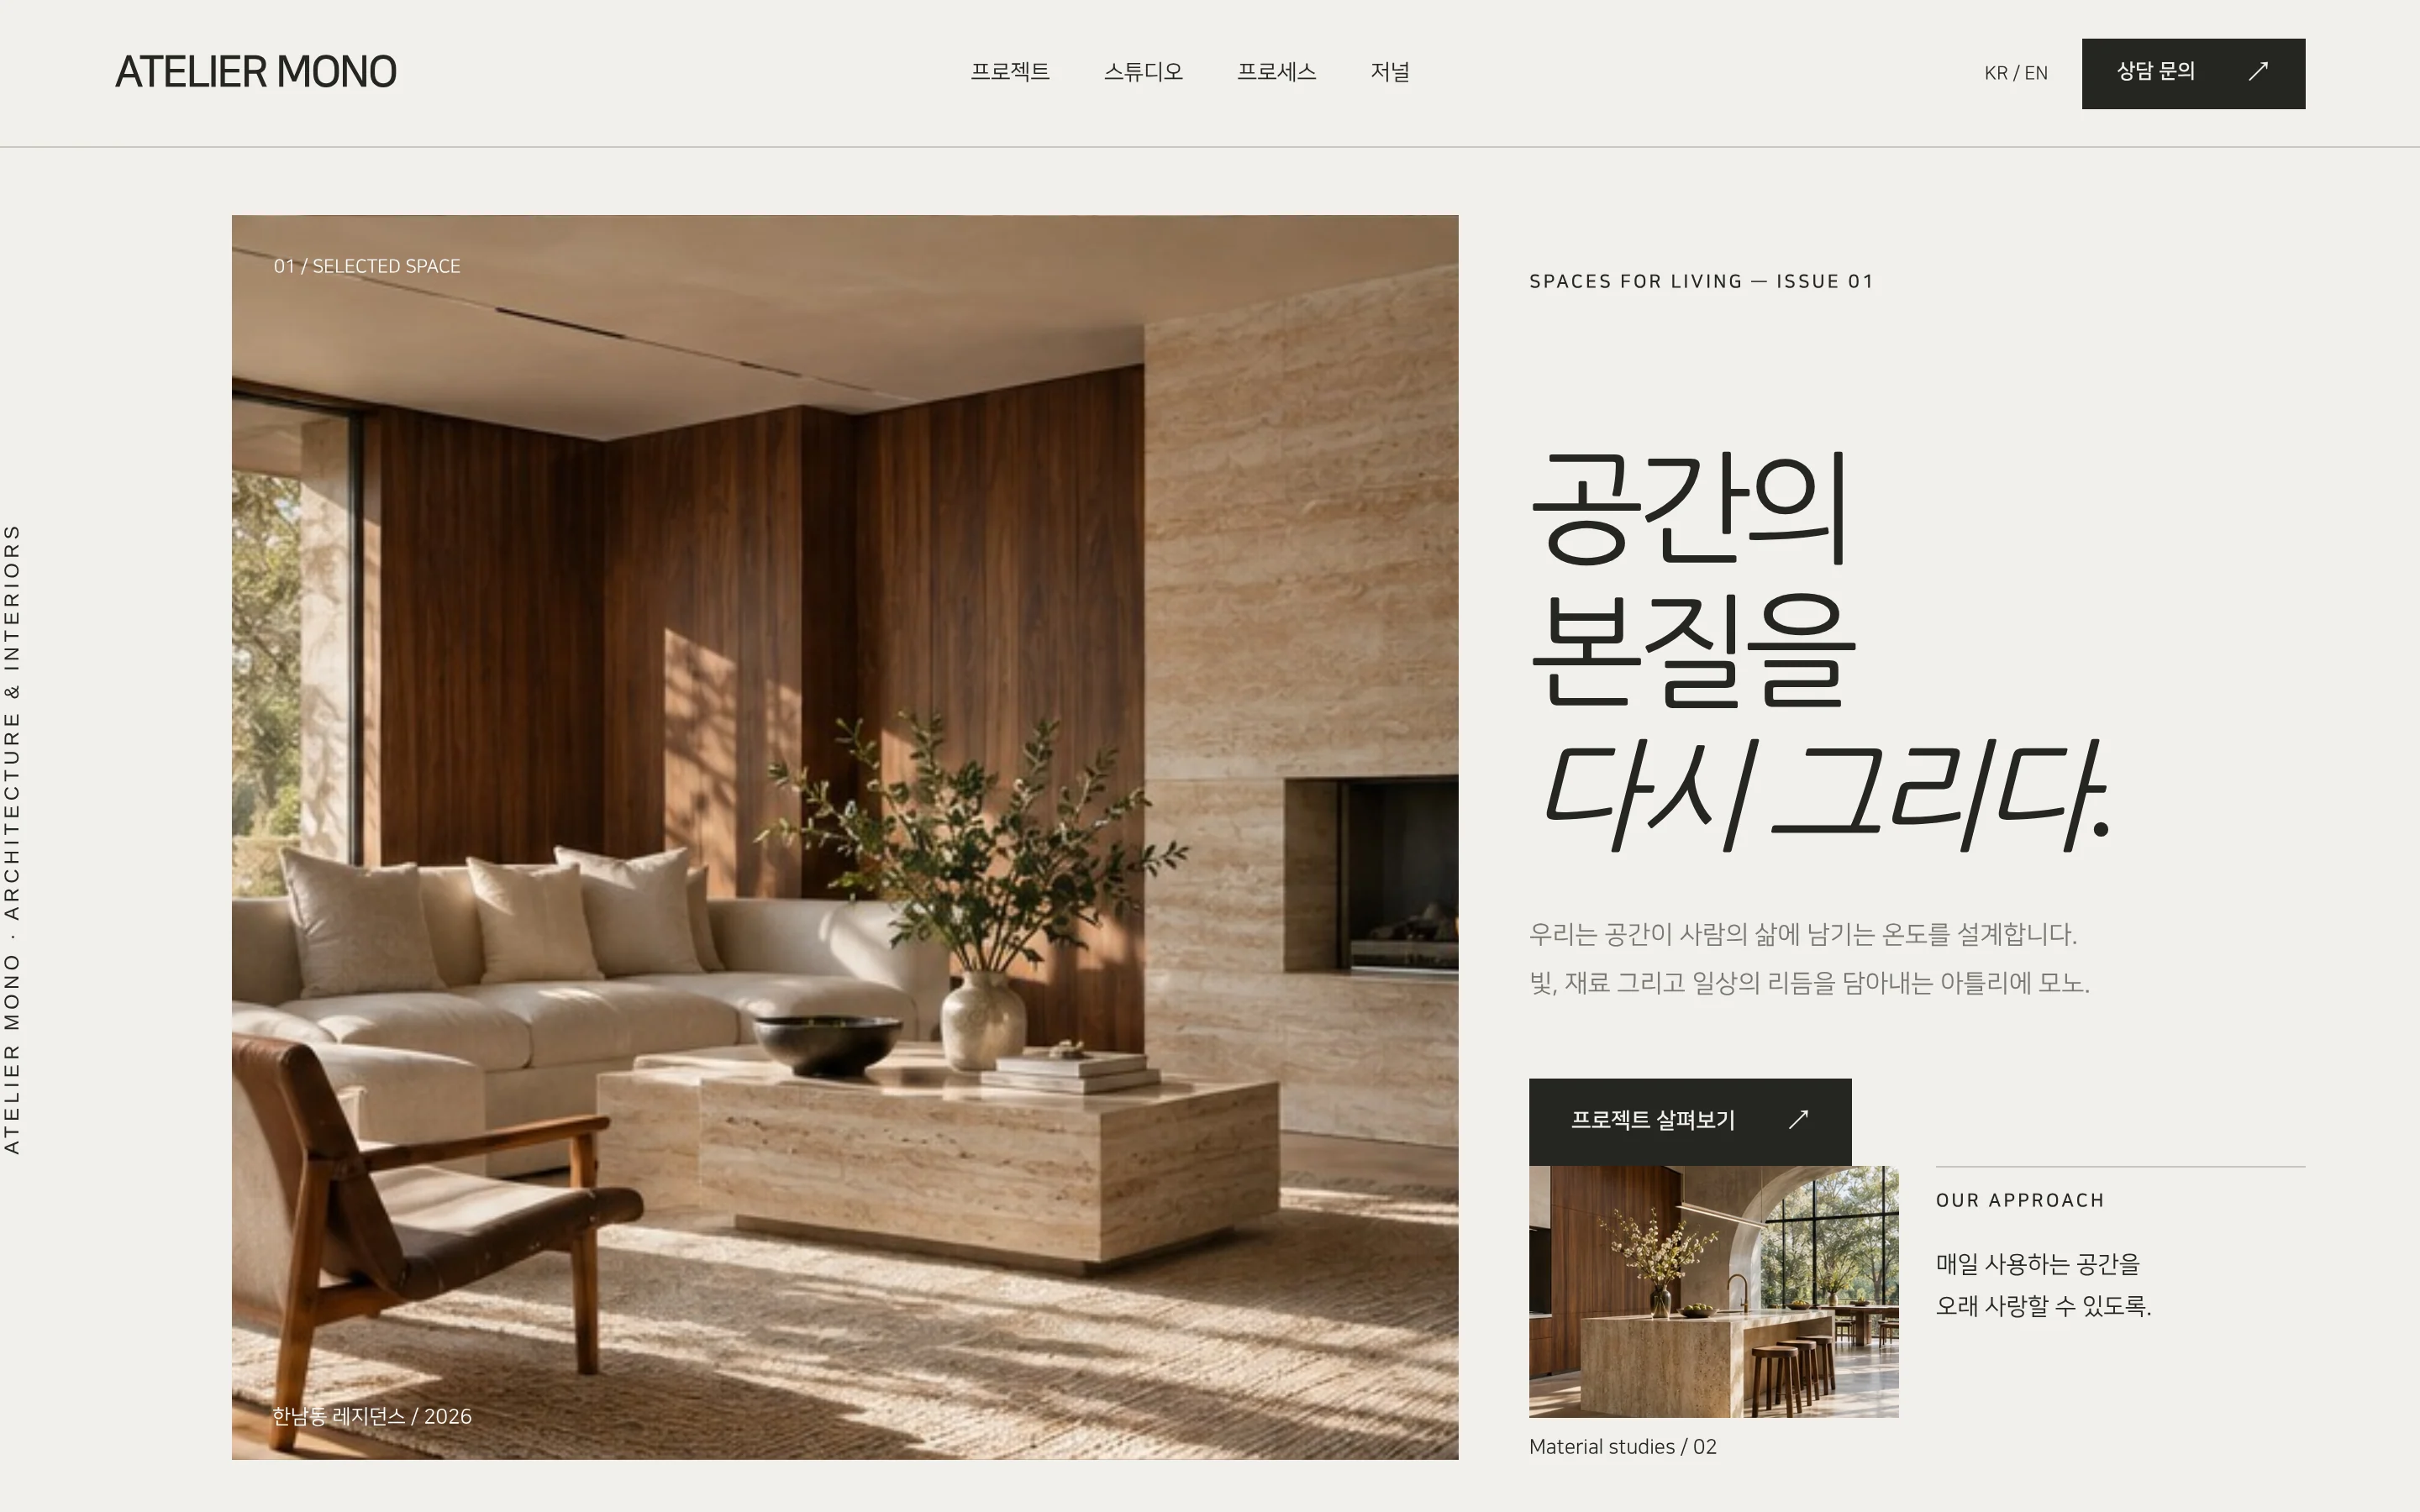 ATELIER MONO
프로젝트
스튜디오
프로세스
저널
KR / EN
상담 문의 ↗
ATELIER MONO · ARCHITECTURE & INTERIORS
01 / SELECTED SPACE
한남동 레지던스 / 2026
SPACES FOR LIVING — ISSUE 01
공간의
본질을
다시 그리다.
우리는 공간이 사람의 삶에 남기는 온도를 설계합니다.
빛, 재료 그리고 일상의 리듬을 담아내는 아틀리에 모노.
프로젝트 살펴보기 ↗
Material studies / 02
OUR APPROACH
매일 사용하는 공간을
오래 사랑할 수 있도록.